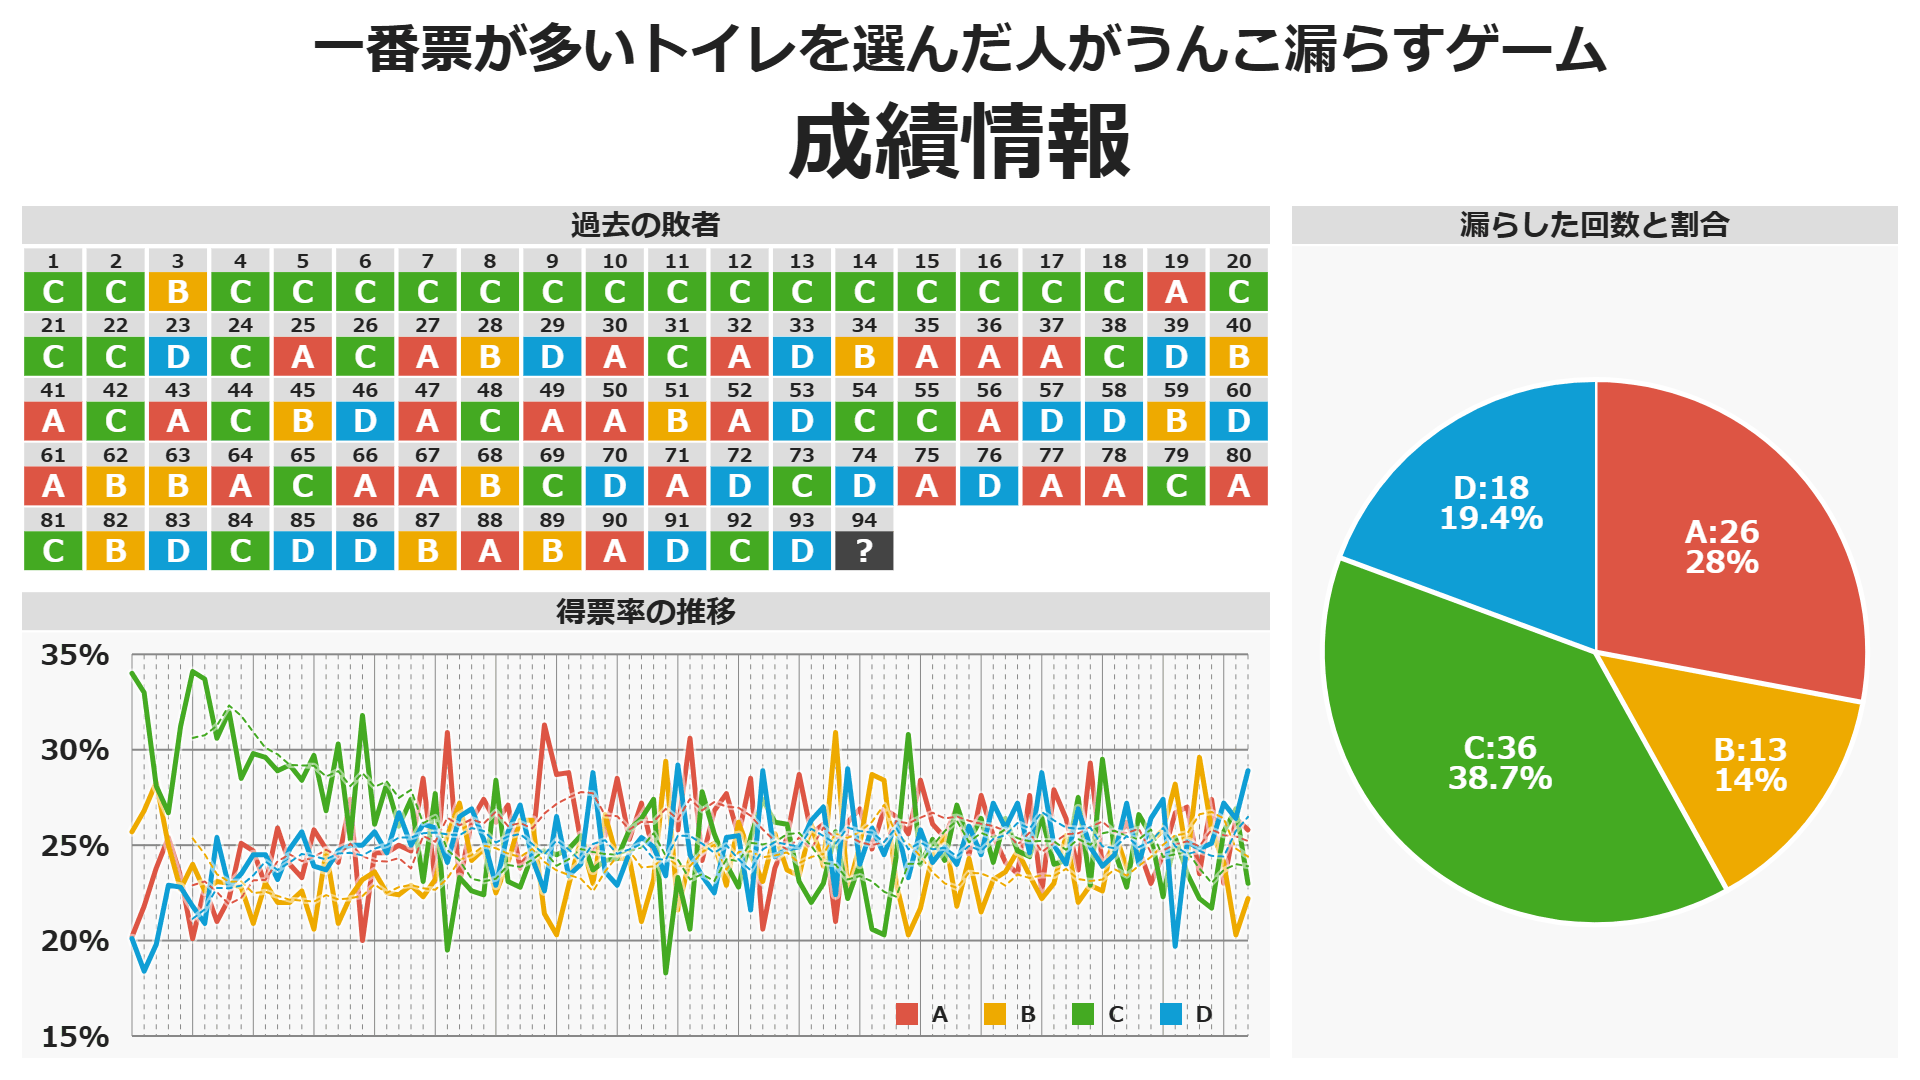 一番票が多いトイレを選んだ人がうんこ漏らすゲーム
成績情報
過去の敗者
1 2 3 4 5 6 7 8 9 10 11 12 13 14 15 16 17 18 19 20
C C B C C C C C C C C C C C C C C C A C
21 22 23 24 25 26 27 28 29 30 31 32 33 34 35 36 37 38 39 40
C C D C A C A B D A C A D B A A A C D B
41 42 43 44 45 46 47 48 49 50 51 52 53 54 55 56 57 58 59 60
A C A C B D A C A A B A D C C A D D B D
61 62 63 64 65 66 67 68 69 70 71 72 73 74 75 76 77 78 79 80
A B B A C A A B C D A D C D A D A A C A
81 82 83 84 85 86 87 88 89 90 91 92 93 94
C B D C D D B A B A D C D ?
得票率の推移
35%
30%
25%
20%
15%
A B C D
漏らした回数と割合
D:18
19.4%
A:26
28%
C:36
38.7%
B:13
14%